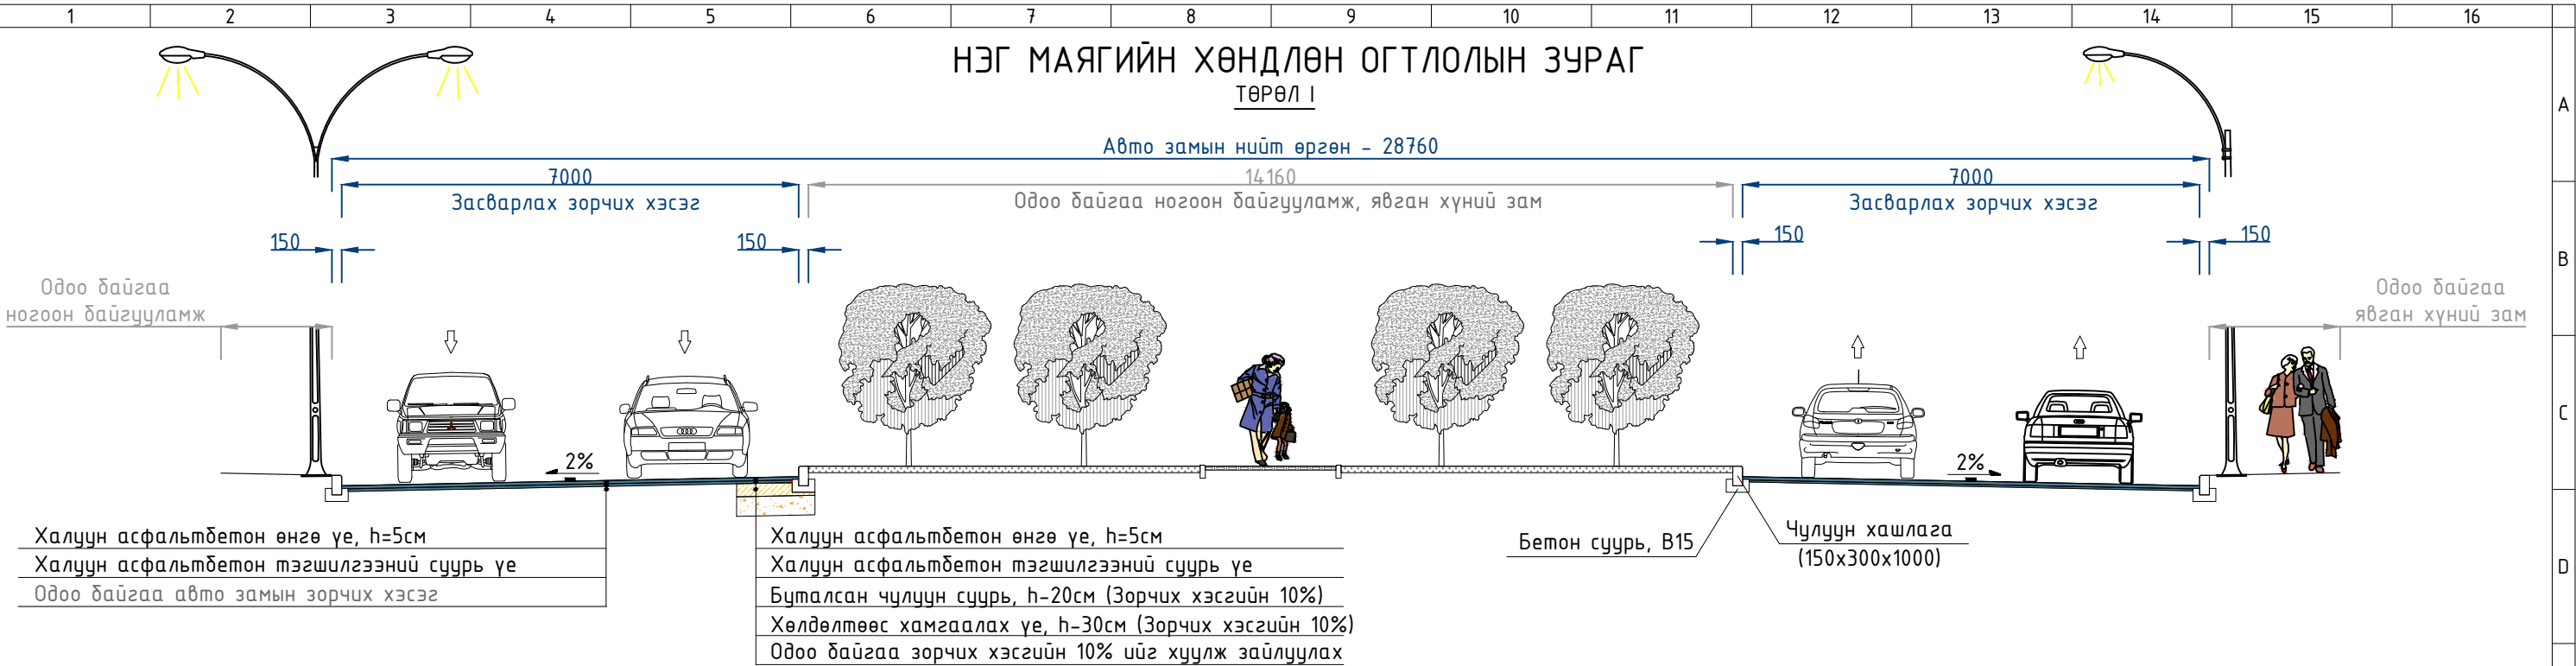 1 2 3 4 5 6 7 8 9 10 11 12 13 14 15 16
НЭГ МАЯГИЙН ХӨНДЛӨН ОГТЛОЛЫН ЗУРАГ
ТӨРӨЛ I
A
Авто замын нийт өргөн - 28760
7000
14160
7000
Засварлах зорчих хэсэг
Одоо байгаа ногоон байгууламж, явган хүний зам
Засварлах зорчих хэсэг
150
150
150
150
B
Одоо байгаа
ногоон байгууламж
Одоо байгаа
явган хүний зам
C
2%
2%
Халуун асфальтбетон өнгө үе, h=5см
Халуун асфальтбетон тэгшилгээний суурь үе
Одоо байгаа авто замын зорчих хэсэг
Халуун асфальтбетон өнгө үе, h=5см
Халуун асфальтбетон тэгшилгээний суурь үе
Буталсан чулуун суурь, h-20см (Зорчих хэсгийн 10%)
Хөлдөлтөөс хамгаалах үе, h-30см (Зорчих хэсгийн 10%)
Одоо байгаа зорчих хэсгийн 10% ийг хуулж зайлуулах
Бетон суурь, В15
Чулуун хашлага
(150х300х1000)
D